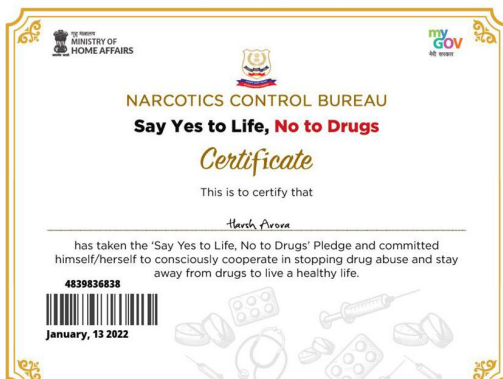 गृह मंत्रालय
MINISTRY OF
HOME AFFAIRS
my
GOV
मेरी सरकार
NARCOTICS CONTROL BUREAU
Say Yes to Life, No to Drugs
Certificate
This is to certify that
Harsh Arora
has taken the ‘Say Yes to Life, No to Drugs’ Pledge and committed
himself/herself to consciously cooperate in stopping drug abuse and stay
away from drugs to live a healthy life.
4839836838
January, 13 2022